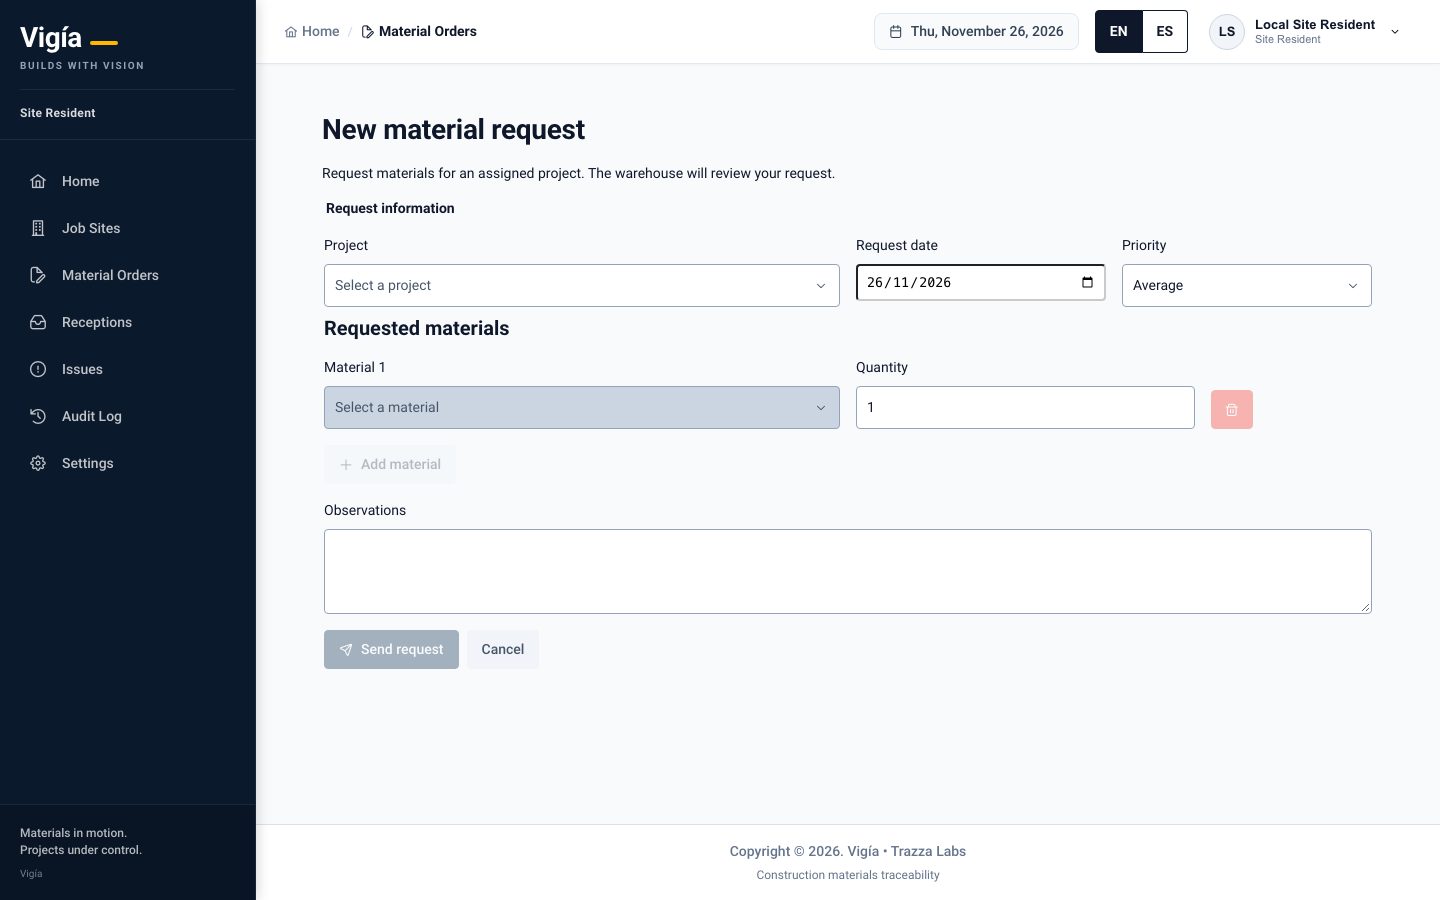 Vigía
BUILDS WITH VISION
Site Resident
Home
Job Sites
Material Orders
Receptions
Issues
Audit Log
Settings
Materials in motion.
Projects under control.
Vigía
Home / Material Orders
Thu, November 26, 2026
EN ES
LS
Local Site Resident
Site Resident
New material request
Request materials for an assigned project. The warehouse will review your request.
Request information
Project
Request date
Priority
Select a project
26/11/2026
Average
Requested materials
Material 1
Quantity
Select a material
1
Add material
Observations
Send request
Cancel
Copyright © 2026. Vigía • Trazza Labs
Construction materials traceability